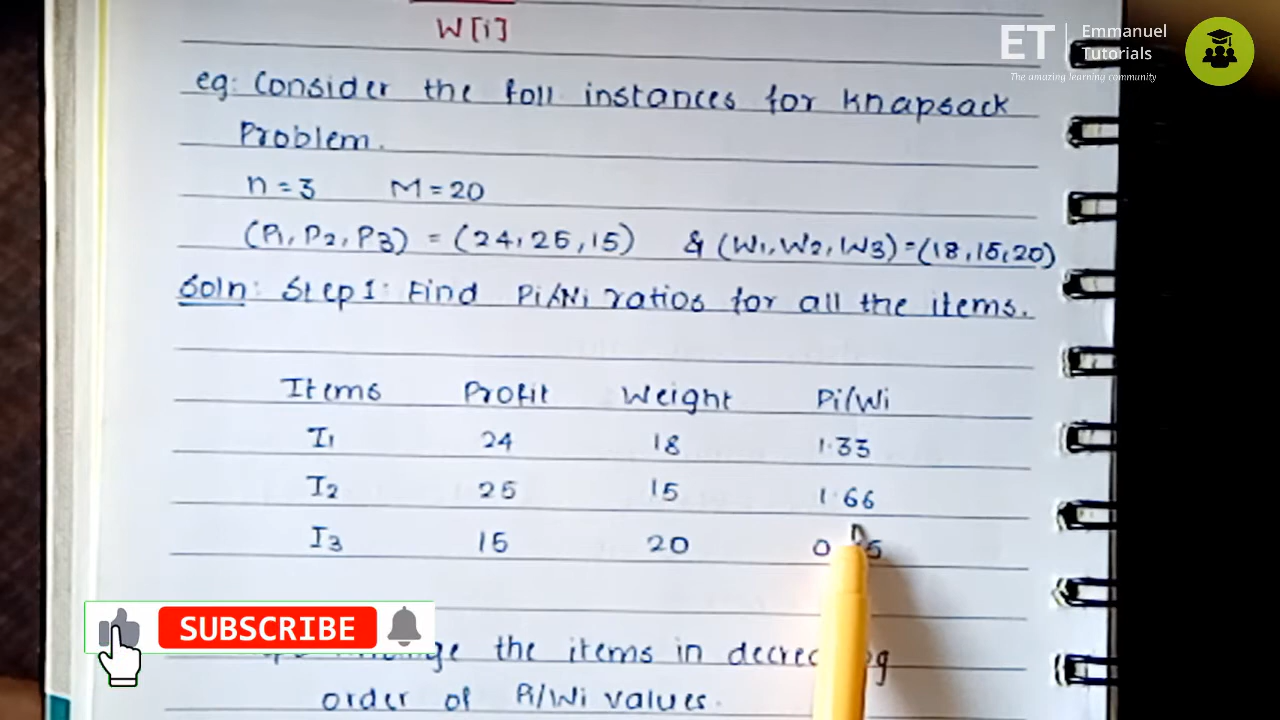 W[i]
ET Emmanuel Tutorials
The amazing learning community
eg: Consider the foll instances for Knapsack
Problem.
n = 3 M = 20
(P1, P2, P3) = (24, 25, 15) & (W1, W2, W3) = (18, 15, 20)
Soln: Step 1: Find Pi/Wi ratios for all the items.
Items Profit Weight Pi/Wi
I1 24 18 1.33
I2 25 15 1.66
I3 15 20
SUBSCRIBE
the items in
order of Pi/Wi values.